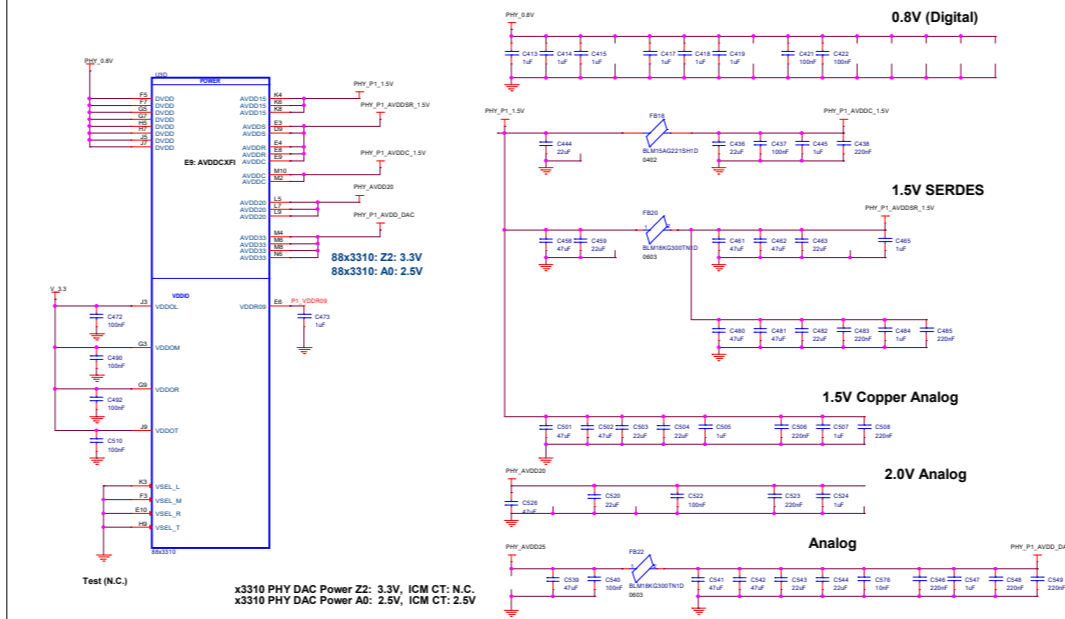 PHY_0.8V
0.8V (Digital)
C413 1uF
C414 1uF
C415 1uF
C417 1uF
C418 1uF
C419 1uF
C421 100nF
C422 100nF
PHY_0.8V
U3D
POWER
F5 DVDD
F7 DVDD
G5 DVDD
G7 DVDD
H5 DVDD
H7 DVDD
J5 DVDD
J7 DVDD
AVDD15 K4
AVDD15 K6
AVDD15 K8
AVDDS E3
AVDDS D9
AVDDR E4
AVDDR E8
AVDDC E9
E9: AVDDCXFI
AVDDC M10
AVDDC M2
AVDD20 L5
AVDD20 L7
AVDD20 L9
AVDD33 M4
AVDD33 M6
AVDD33 M8
AVDD33 N6
PHY_P1_1.5V
PHY_P1_AVDDSR_1.5V
PHY_P1_AVDDC_1.5V
PHY_AVDD20
PHY_P1_AVDD_DAC
88x3310: Z2: 3.3V
88x3310: A0: 2.5V
V_3.3
VDDIO
J3 VDDOL
G3 VDDOM
G9 VDDOR
J9 VDDOT
VDDR09 E6 P1_VDDR09
C473 1uF
C472 100nF
C490 100nF
C492 100nF
C510 100nF
K3 VSEL_L
F3 VSEL_M
E10 VSEL_R
H9 VSEL_T
88x3310
Test (N.C.)
x3310 PHY DAC Power Z2: 3.3V, ICM CT: N.C.
x3310 PHY DAC Power A0: 2.5V, ICM CT: 2.5V
PHY_P1_1.5V
FB18
PHY_P1_AVDDC_1.5V
C444 22uF
BLM15AG221SH1D
0402
C436 22uF
C437 100nF
C445 1uF
C438 220nF
1.5V SERDES
FB20
PHY_P1_AVDDSR_1.5V
1 2
C458 47uF
C459 22uF
BLM18KG300TN1D
0603
C461 47uF
C462 47uF
C463 22uF
C465 1uF
C480 47uF
C481 47uF
C482 22uF
C483 220nF
C484 1uF
C485 220nF
1.5V Copper Analog
C501 47uF
C502 47uF
C503 22uF
C504 22uF
C505 1uF
C506 220nF
C507 1uF
C508 220nF
PHY_AVDD20
2.0V Analog
C526 47uF
C520 22uF
C522 100nF
C523 220nF
C524 1uF
Analog
PHY_AVDD25
FB22
PHY_P1_AVDD_DA
C539 47uF
C540 100nF
BLM18KG300TN1D
0603
C541 47uF
C542 47uF
C543 22uF
C544 22uF
C576 10nF
C546 220nF
C547 1uF
C548 220nF
C549 220n